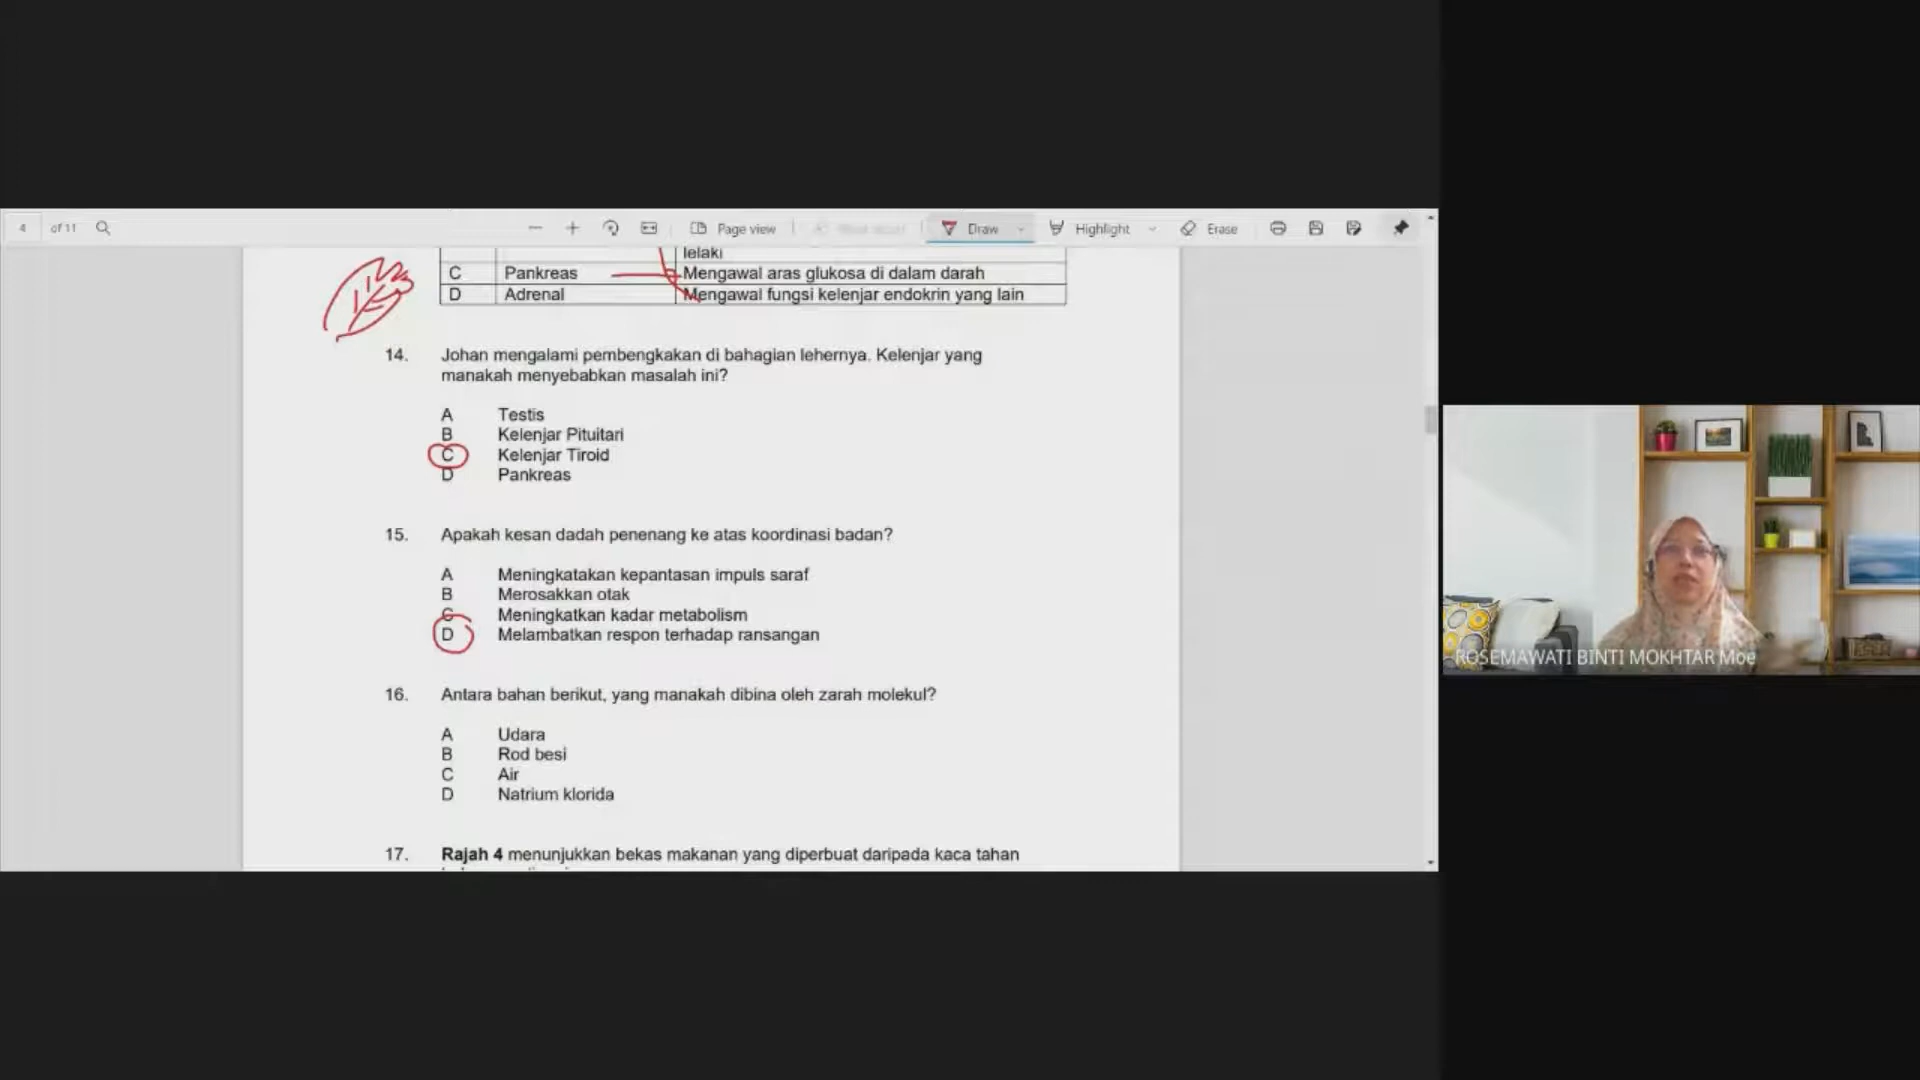 4 of 11
Page view
Draw
Highlight
Erase
lelaki
C Pankreas Mengawal aras glukosa di dalam darah
D Adrenal Mengawal fungsi kelenjar endokrin yang lain
14. Johan mengalami pembengkakan di bahagian lehernya. Kelenjar yang
manakah menyebabkan masalah ini?
A Testis
B Kelenjar Pituitari
C Kelenjar Tiroid
D Pankreas
15. Apakah kesan dadah penenang ke atas koordinasi badan?
A Meningkatakan kepantasan impuls saraf
B Merosakkan otak
C Meningkatkan kadar metabolism
D Melambatkan respon terhadap ransangan
16. Antara bahan berikut, yang manakah dibina oleh zarah molekul?
A Udara
B Rod besi
C Air
D Natrium klorida
17. Rajah 4 menunjukkan bekas makanan yang diperbuat daripada kaca tahan
ROSEMAWATI BINTI MOKHTAR Moe